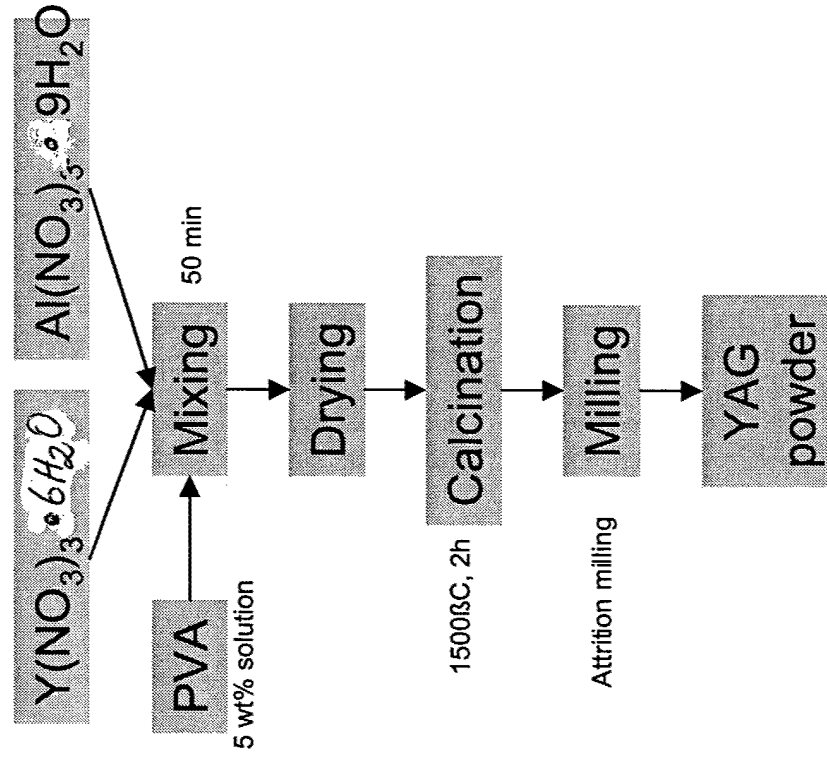 Y(NO3)3•6H2O
Al(NO3)3•9H2O
PVA
5 wt% solution
Mixing
50 min
Drying
Calcination
1500ßC, 2h
Milling
Attrition milling
YAG
powder